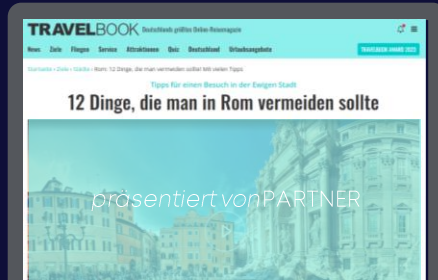 TRAVELBOOK Deutschlands größtes Online-Reisemagazin
News Ziele Fliegen Service Attraktionen Quiz Deutschland Urlaubsangebote TRAVELBOOK AWARD 2023
Startseite › Ziele › Städte › Rom: 12 Dinge, die man vermeiden sollte! Mit vielen Tipps
Tipps für einen Besuch in der Ewigen Stadt
12 Dinge, die man in Rom vermeiden sollte
präsentiert von PARTNER